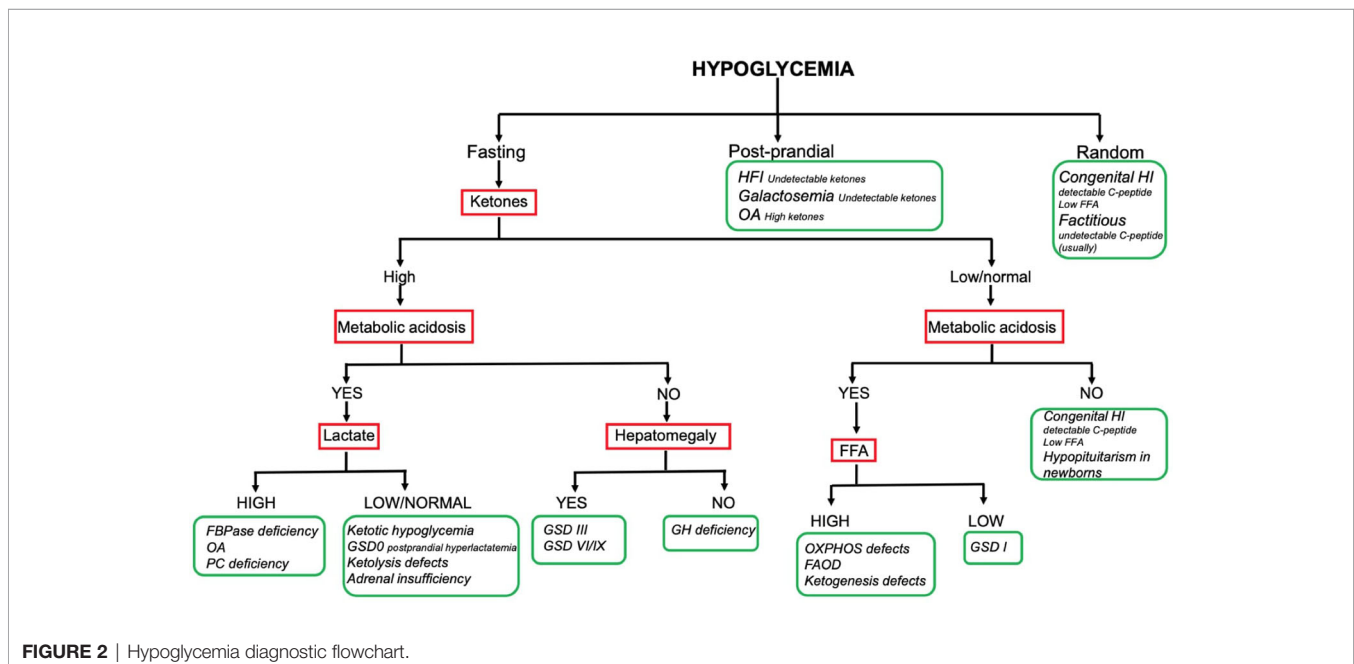 HYPOGLYCEMIA
Fasting
Post-prandial
Random
Ketones
HFI Undetectable ketones
Galactosemia Undetectable ketones
OA High ketones
Congenital HI
detectable C-peptide
Low FFA
Factitious
undetectable C-peptide
(usually)
High
Low/normal
Metabolic acidosis
Metabolic acidosis
YES
NO
YES
NO
Lactate
Hepatomegaly
FFA
Congenital HI
detectable C-peptide
Low FFA
Hypopituitarism in
newborns
HIGH
LOW/NORMAL
YES
NO
HIGH
LOW
FBPase deficiency
OA
PC deficiency
Ketotic hypoglycemia
GSD0 postprandial hyperlactatemia
Ketolysis defects
Adrenal insufficiency
GSD III
GSD VI/IX
GH deficiency
OXPHOS defects
FAOD
Ketogenesis defects
GSD I
FIGURE 2 | Hypoglycemia diagnostic flowchart.